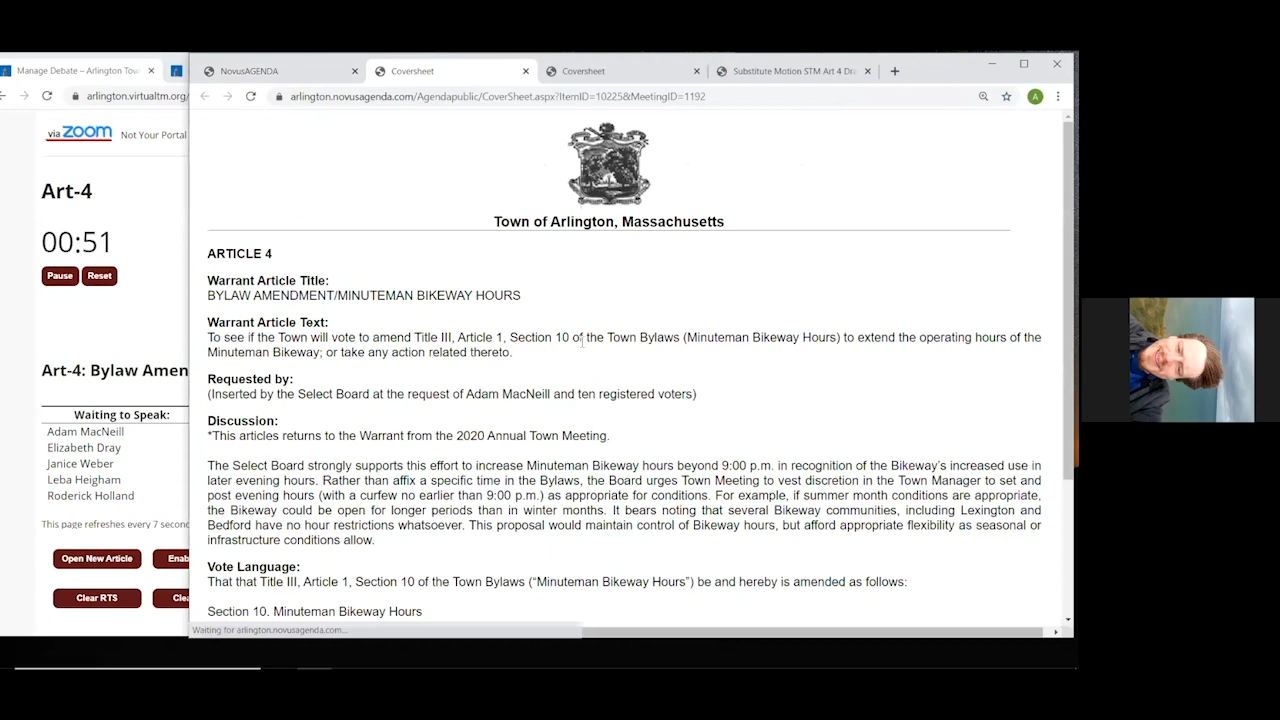 Manage Debate – Arlington Tow
arlington.virtualtm.org/
via zoom Not Your Portal
Art-4
00:51
Pause Reset
Art-4: Bylaw Amen
Waiting to Speak:
Adam MacNeill
Elizabeth Dray
Janice Weber
Leba Heigham
Roderick Holland
This page refreshes every 7 second
Open New Article Enab
Clear RTS Cle
NovusAGENDA Coversheet Coversheet Substitute Motion STM Art 4 Dra
arlington.novusagenda.com/Agendapublic/CoverSheet.aspx?ItemID=10225&MeetingID=1192
A
Town of Arlington, Massachusetts
ARTICLE 4
Warrant Article Title:
BYLAW AMENDMENT/MINUTEMAN BIKEWAY HOURS
Warrant Article Text:
To see if the Town will vote to amend Title III, Article 1, Section 10 of the Town Bylaws (Minuteman Bikeway Hours) to extend the operating hours of the
Minuteman Bikeway; or take any action related thereto.
Requested by:
(Inserted by the Select Board at the request of Adam MacNeill and ten registered voters)
Discussion:
*This articles returns to the Warrant from the 2020 Annual Town Meeting.
The Select Board strongly supports this effort to increase Minuteman Bikeway hours beyond 9:00 p.m. in recognition of the Bikeway's increased use in
later evening hours. Rather than affix a specific time in the Bylaws, the Board urges Town Meeting to vest discretion in the Town Manager to set and
post evening hours (with a curfew no earlier than 9:00 p.m.) as appropriate for conditions. For example, if summer month conditions are appropriate,
the Bikeway could be open for longer periods than in winter months. It bears noting that several Bikeway communities, including Lexington and
Bedford have no hour restrictions whatsoever. This proposal would maintain control of Bikeway hours, but afford appropriate flexibility as seasonal or
infrastructure conditions allow.
Vote Language:
That that Title III, Article 1, Section 10 of the Town Bylaws ("Minuteman Bikeway Hours") be and hereby is amended as follows:
Section 10. Minuteman Bikeway Hours
Waiting for arlington.novusagenda.com...